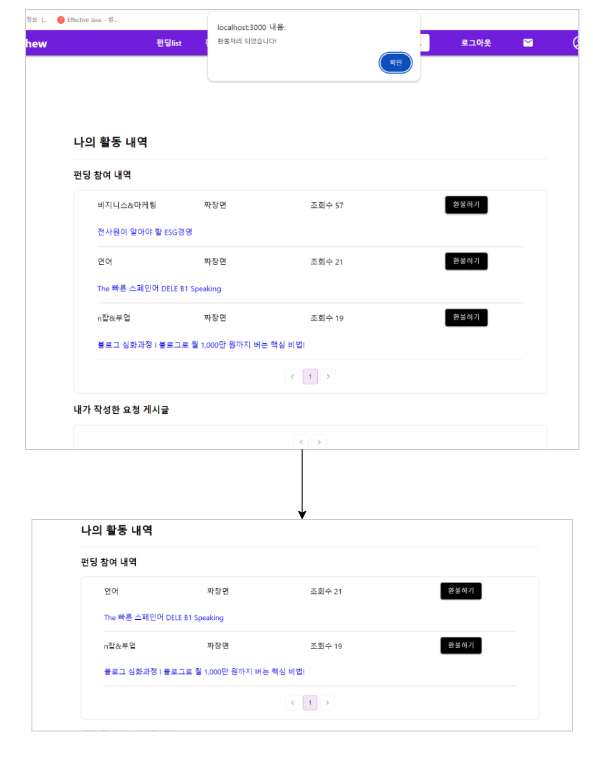 정보 |...
Effective Java - 썬...
localhost:3000 내용:
환불처리 되었습니다!
확인
hew
펀딩list
로그아웃
나의 활동 내역
펀딩 참여 내역
비지니스&마케팅 짜장면 조회수 57 환불하기
전사원이 알아야 할 ESG경영
언어 짜장면 조회수 21 환불하기
The 빠른 스페인어 DELE B1 Speaking
n잡&부업 짜장면 조회수 19 환불하기
블로그 심화과정 I 블로그로 월 1,000만 원까지 버는 핵심 비법!
< 1 >
내가 작성한 요청 게시글
< >
나의 활동 내역
펀딩 참여 내역
언어 짜장면 조회수 21 환불하기
The 빠른 스페인어 DELE B1 Speaking
n잡&부업 짜장면 조회수 19 환불하기
블로그 심화과정 I 블로그로 월 1,000만 원까지 버는 핵심 비법!
< 1 >